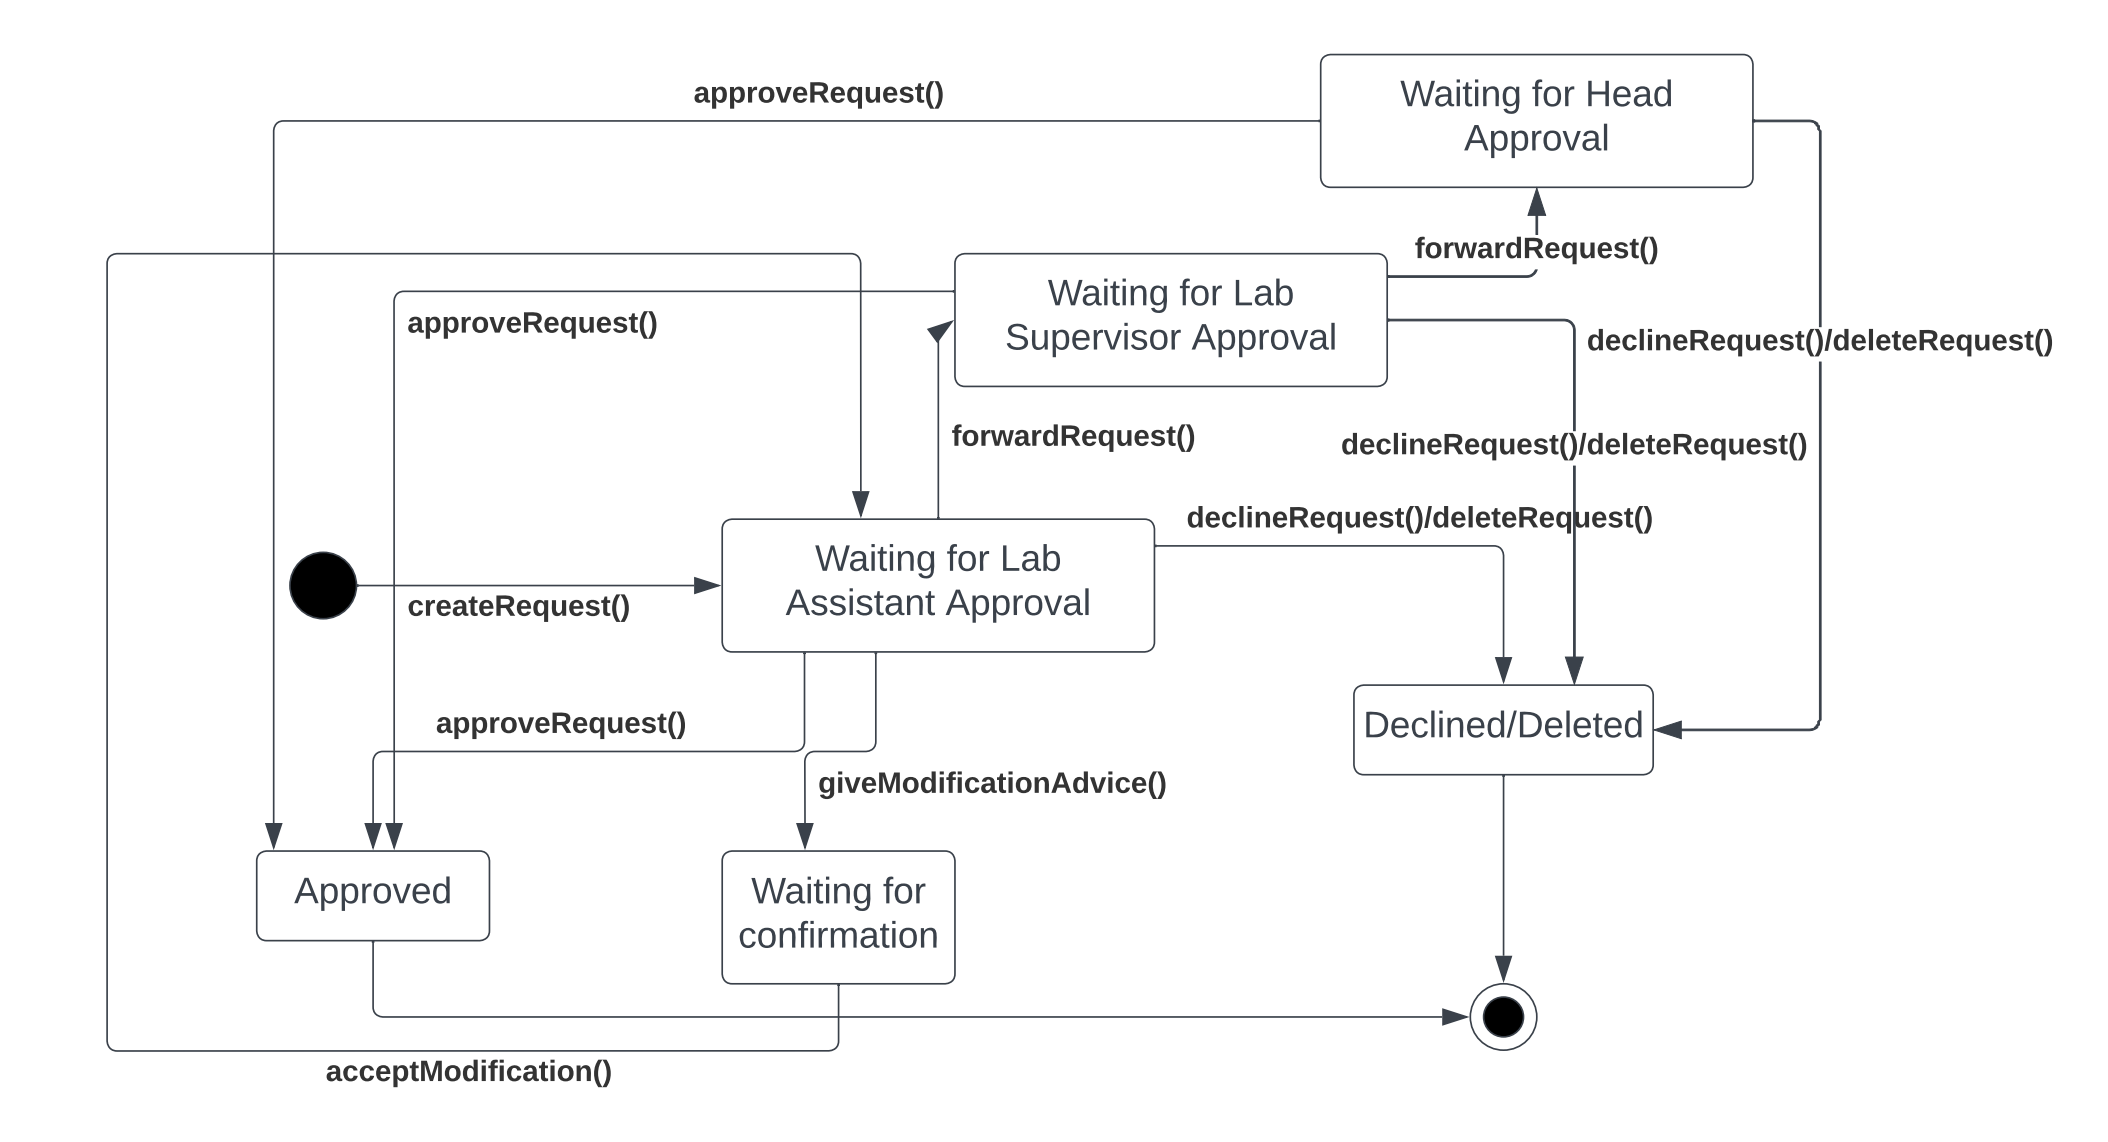 approveRequest()
Waiting for Head
Approval
forwardRequest()
Waiting for Lab
Supervisor Approval
approveRequest()
declineRequest()/deleteRequest()
forwardRequest()
declineRequest()/deleteRequest()
declineRequest()/deleteRequest()
Waiting for Lab
Assistant Approval
createRequest()
approveRequest()
Declined/Deleted
giveModificationAdvice()
Approved
Waiting for
confirmation
acceptModification()